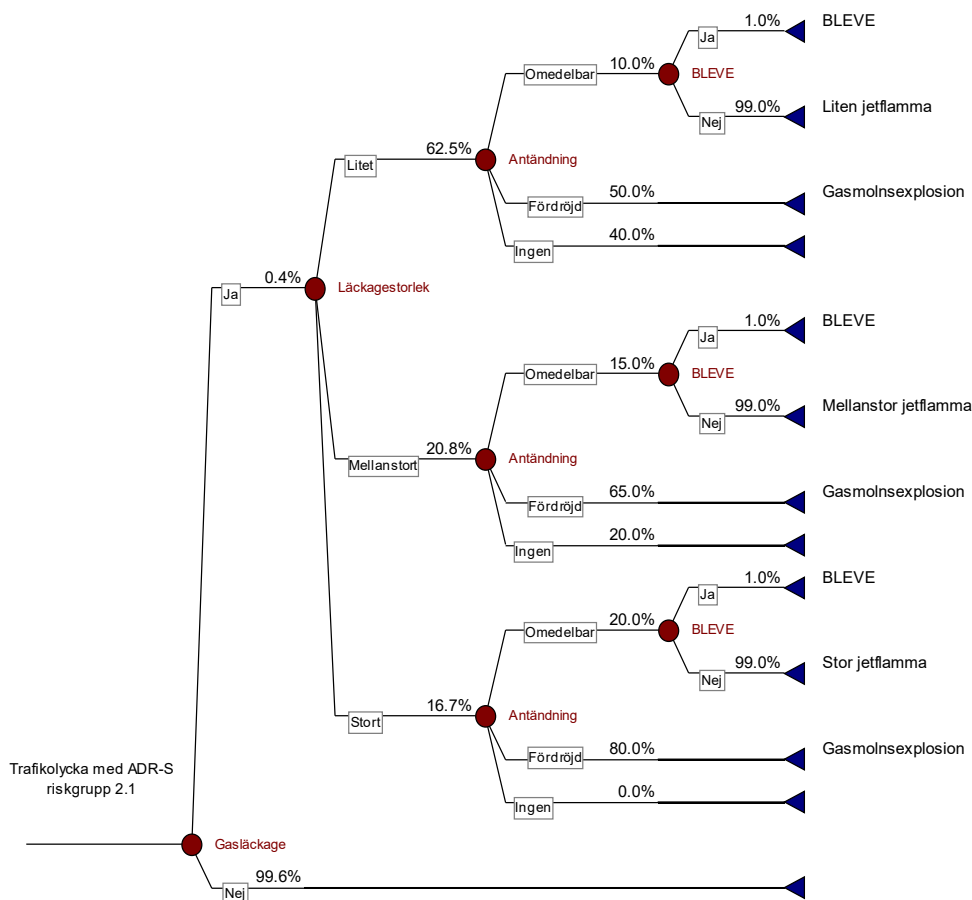 1.0%
BLEVE
Ja
Omedelbar
10.0%
BLEVE
99.0%
Liten jetflamma
Nej
Litet
62.5%
Antändning
Fördröjd
50.0%
Gasmolnsexplosion
Ingen
40.0%
Ja
0.4%
Läckagestorlek
1.0%
BLEVE
Ja
Omedelbar
15.0%
BLEVE
99.0%
Mellanstor jetflamma
Nej
Mellanstort
20.8%
Antändning
Fördröjd
65.0%
Gasmolnsexplosion
Ingen
20.0%
1.0%
BLEVE
Ja
Omedelbar
20.0%
BLEVE
99.0%
Stor jetflamma
Nej
Stort
16.7%
Antändning
Fördröjd
80.0%
Gasmolnsexplosion
Ingen
0.0%
Trafikolycka med ADR-S
riskgrupp 2.1
Gasläckage
Nej
99.6%